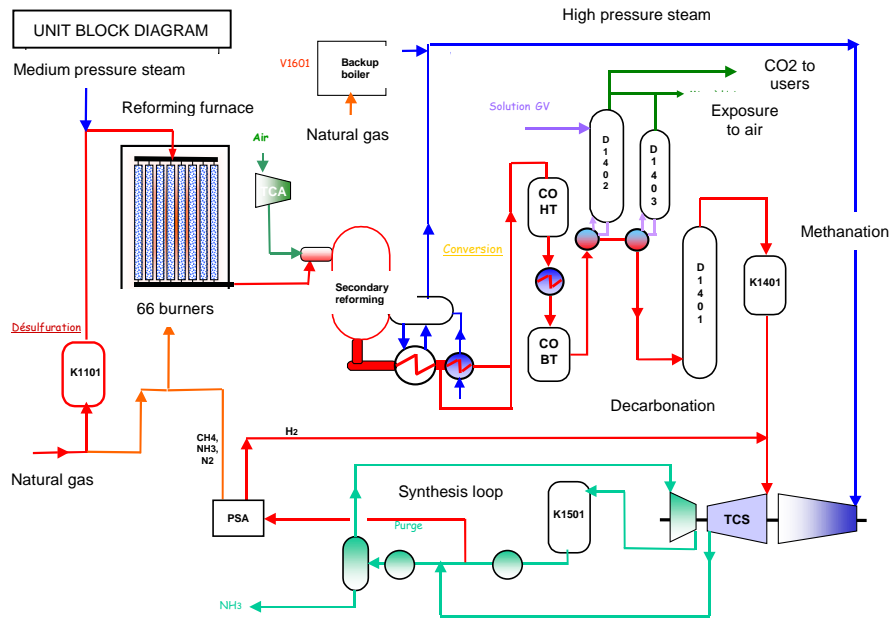 UNIT BLOCK DIAGRAM
High pressure steam
Medium pressure steam
V1601
Backup
boiler
CO2 to
users
Reforming furnace
Natural gas
Solution GV
Exposure
to air
Air
TCA
D
1
4
0
2
D
1
4
0
3
CO
HT
Conversion
Methanation
Secondary
reforming
D
1
4
0
1
K1401
66 burners
Désulfuration
CO
BT
K1101
Decarbonation
CH4,
NH3,
N2
H2
Natural gas
Synthesis loop
K1501
PSA
Purge
TCS
NH3